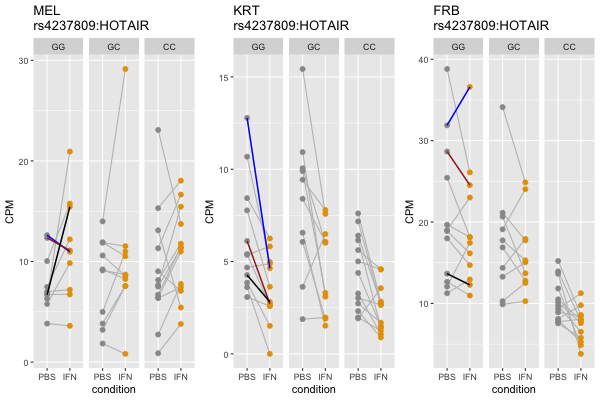 MEL
rs4237809:HOTAIR
GG GC CC
CPM
30
20
10
0
PBS IFN PBS IFN PBS IFN
condition
KRT
rs4237809:HOTAIR
GG GC CC
CPM
15
10
5
0
PBS IFN PBS IFN PBS IFN
condition
FRB
rs4237809:HOTAIR
GG GC CC
CPM
40
30
20
10
PBS IFN PBS IFN PBS IFN
condition